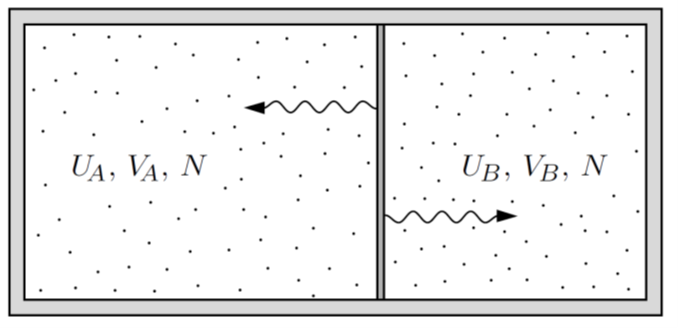 U_A, V_A, N
U_B, V_B, N